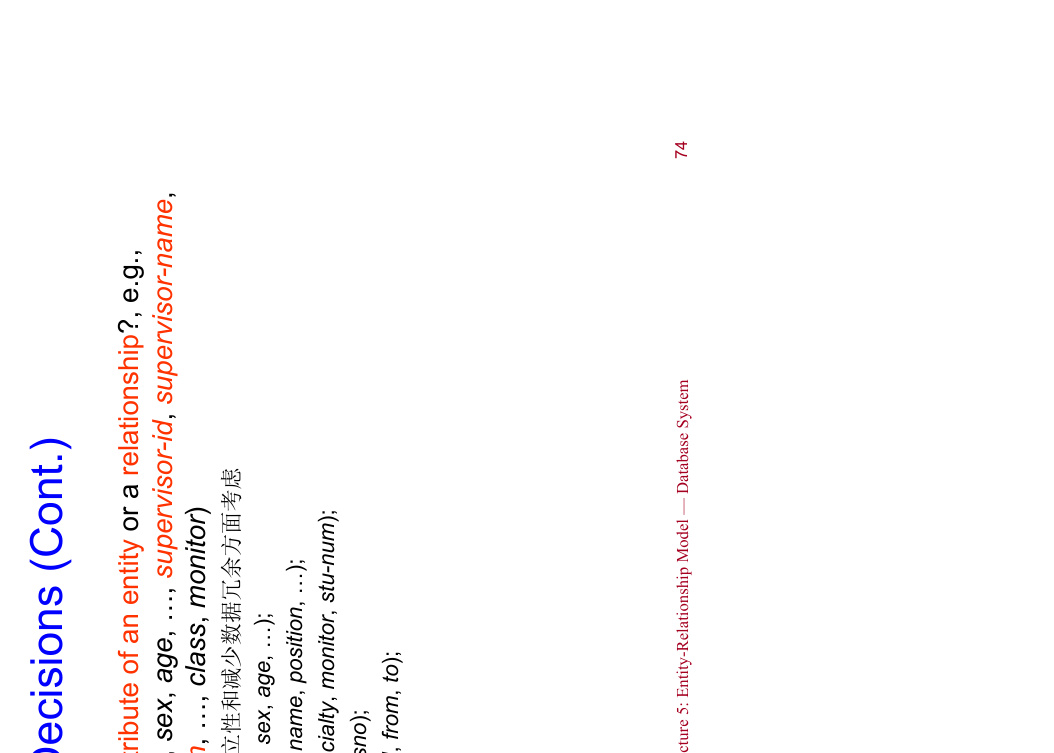 Decisions (Cont.)
tribute of an entity or a relationship?, e.g.,
, sex, age, …, supervisor-id, supervisor-name,
n, …, class, monitor)
立性和减少数据冗余方面考虑
sex, age, …);
name, position, …);
cialty, monitor, stu-num);
sno);
, from, to);
cture 5: Entity-Relationship Model — Database System
74